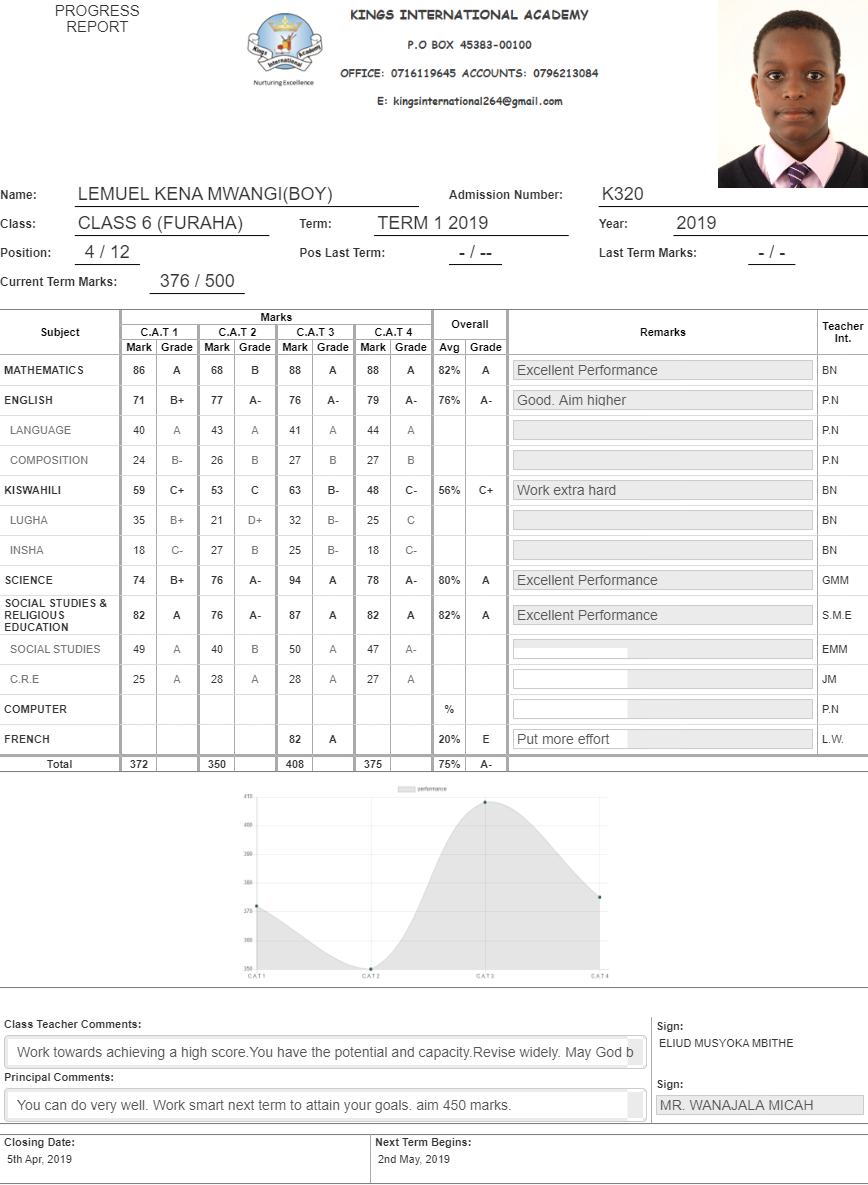 PROGRESS
REPORT
KINGS INTERNATIONAL ACADEMY
P.O BOX 45383-00100
OFFICE: 0716119645 ACCOUNTS: 0796213084
E: kingsinternational264@gmail.com
Kings Academy
International
Nurturing Excellence
Name: LEMUEL KENA MWANGI(BOY) Admission Number: K320
Class: CLASS 6 (FURAHA) Term: TERM 1 2019 Year: 2019
Position: 4 / 12 Pos Last Term: - / -- Last Term Marks: - / -
Current Term Marks: 376 / 500
Subject Marks Overall Remarks Teacher Int.
C.A.T 1 C.A.T 2 C.A.T 3 C.A.T 4
Mark Grade Mark Grade Mark Grade Mark Grade Avg Grade
MATHEMATICS 86 A 68 B 88 A 88 A 82% A Excellent Performance BN
ENGLISH 71 B+ 77 A- 76 A- 79 A- 76% A- Good. Aim higher P.N
LANGUAGE 40 A 43 A 41 A 44 A P.N
COMPOSITION 24 B- 26 B 27 B 27 B P.N
KISWAHILI 59 C+ 53 C 63 B- 48 C- 56% C+ Work extra hard BN
LUGHA 35 B+ 21 D+ 32 B- 25 C BN
INSHA 18 C- 27 B 25 B- 18 C- BN
SCIENCE 74 B+ 76 A- 94 A 78 A- 80% A Excellent Performance GMM
SOCIAL STUDIES &
RELIGIOUS
EDUCATION 82 A 76 A- 87 A 82 A 82% A Excellent Performance S.M.E
SOCIAL STUDIES 49 A 40 B 50 A 47 A- EMM
C.R.E 25 A 28 A 28 A 27 A JM
COMPUTER % P.N
FRENCH 82 A 20% E Put more effort L.W.
Total 372 350 408 375 75% A-
performance
410
400
390
380
370
360
350
CAT1 CAT2 CAT3 CAT4
Class Teacher Comments:
Work towards achieving a high score.You have the potential and capacity.Revise widely. May God b
Sign:
ELIUD MUSYOKA MBITHE
Principal Comments:
You can do very well. Work smart next term to attain your goals. aim 450 marks.
Sign:
MR. WANAJALA MICAH
Closing Date: Next Term Begins:
5th Apr, 2019 2nd May, 2019